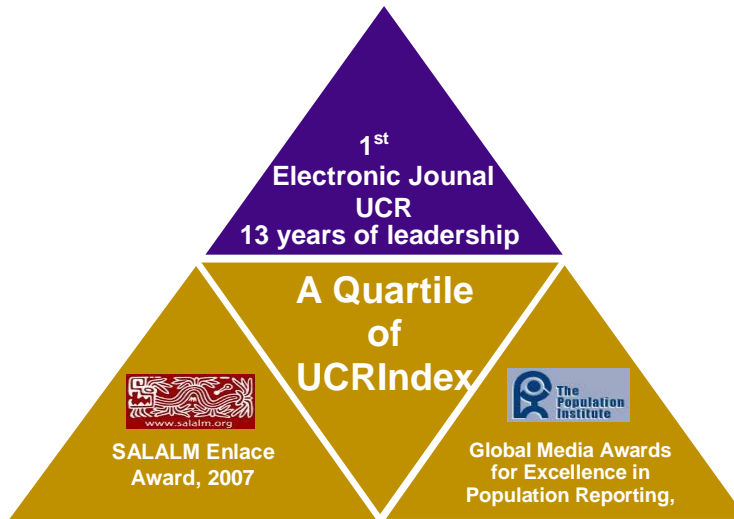 1st
Electronic Jounal
UCR
13 years of leadership
A Quartile
of
UCRIndex
www.salalm.org
SALALM Enlace
Award, 2007
The
Population
Institute
Global Media Awards
for Excellence in
Population Reporting,